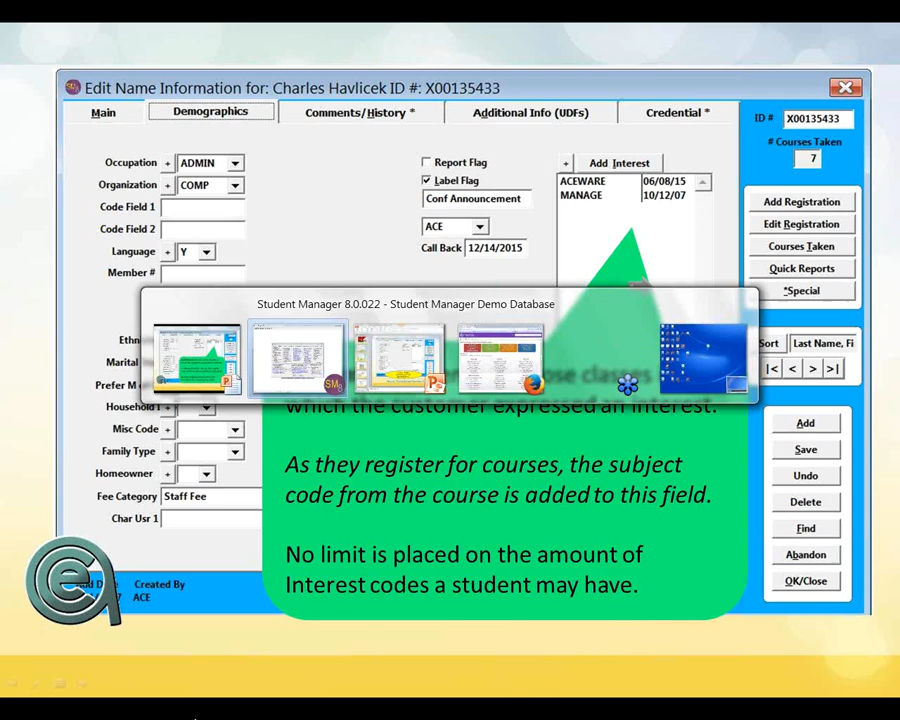 Edit Name Information for: Charles Havlicek ID #: X00135433
Main
Demographics
Comments/History *
Additional Info (UDFs)
Credential *
ID # X00135433
# Courses Taken
7
Occupation + ADMIN
Organization + COMP
Code Field 1
Code Field 2
Language + Y
Member #
Report Flag
Label Flag
Conf Announcement
ACE
Call Back 12/14/2015
+ Add Interest
ACEWARE 06/08/15
MANAGE 10/12/07
Add Registration
Edit Registration
Courses Taken
Quick Reports
*Special
Student Manager 8.0.022 - Student Manager Demo Database
Ethn
Marital
Prefer M
Household
Misc Code +
Family Type +
Homeowner +
Fee Category Staff Fee
Char Usr 1
Sort Last Name, Fi
|< < > >|
classes
which the customer expressed an interest.
As they register for courses, the subject
code from the course is added to this field.
No limit is placed on the amount of
Interest codes a student may have.
Add
Save
Undo
Delete
Find
Abandon
OK/Close
Created By
ACE